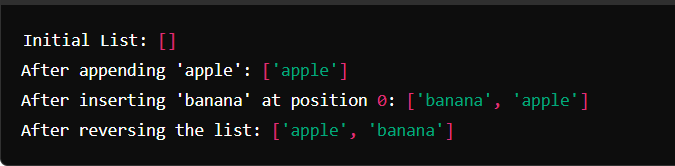 Initial List: []
After appending 'apple': ['apple']
After inserting 'banana' at position 0: ['banana', 'apple']
After reversing the list: ['apple', 'banana']